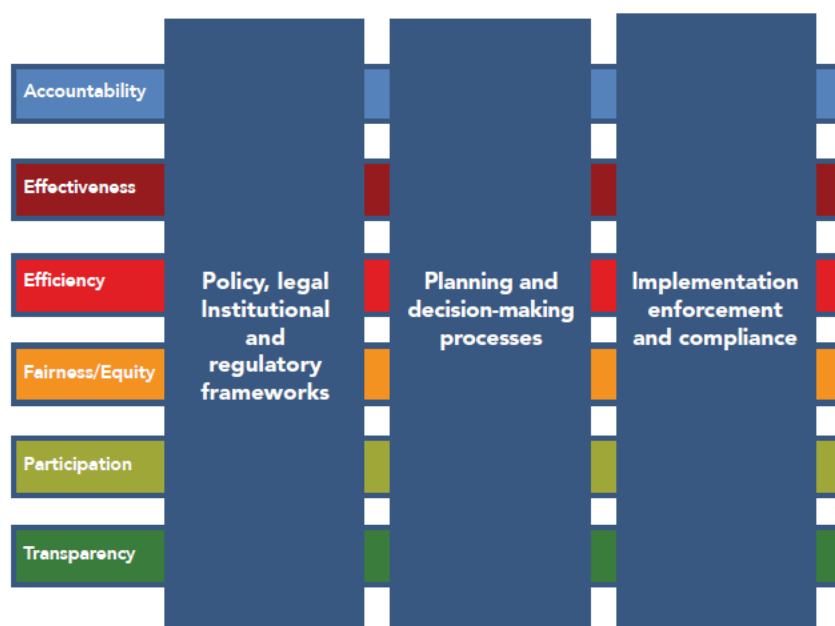 Accountability
Effectiveness
Efficiency
Fairness/Equity
Participation
Transparency
Policy, legal
Institutional
and
regulatory
frameworks
Planning and
decision-making
processes
Implementation
enforcement
and compliance